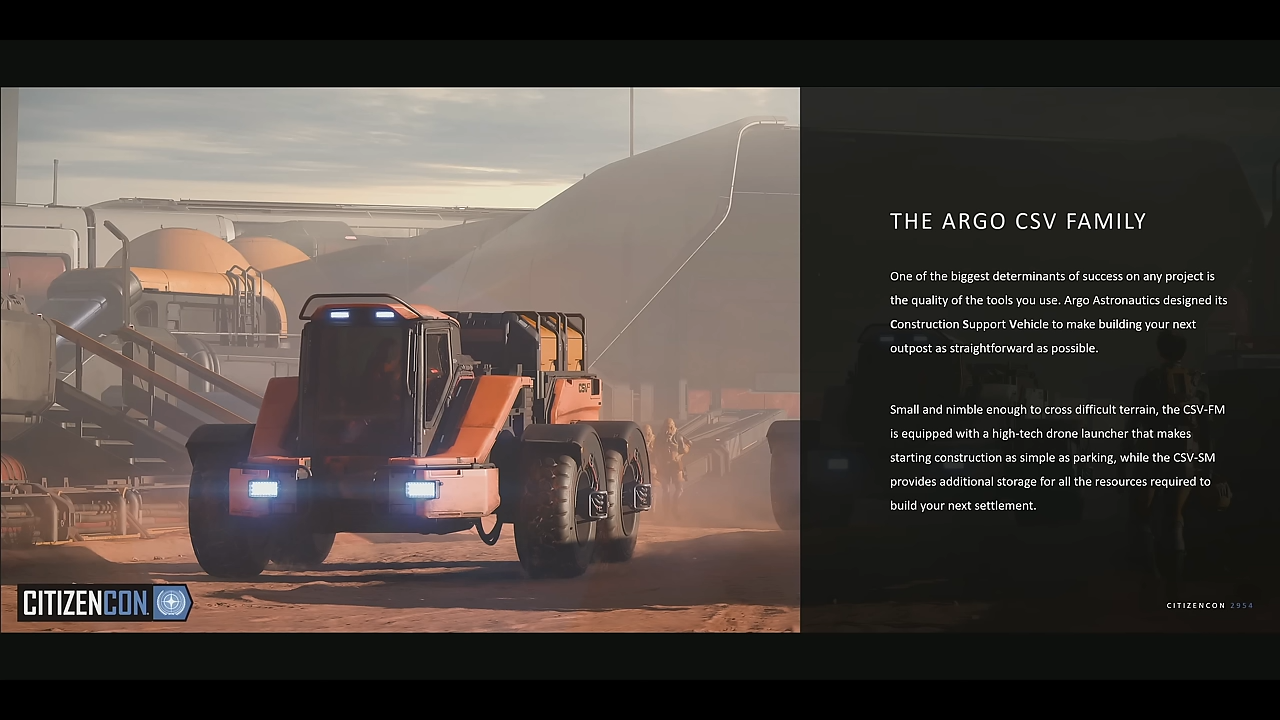 THE ARGO CSV FAMILY
One of the biggest determinants of success on any project is
the quality of the tools you use. Argo Astronautics designed its
Construction Support Vehicle to make building your next
outpost as straightforward as possible.
Small and nimble enough to cross difficult terrain, the CSV-FM
is equipped with a high-tech drone launcher that makes
starting construction as simple as parking, while the CSV-SM
provides additional storage for all the resources required to
build your next settlement.
CSV
CITIZENCON
CITIZENCON 2954